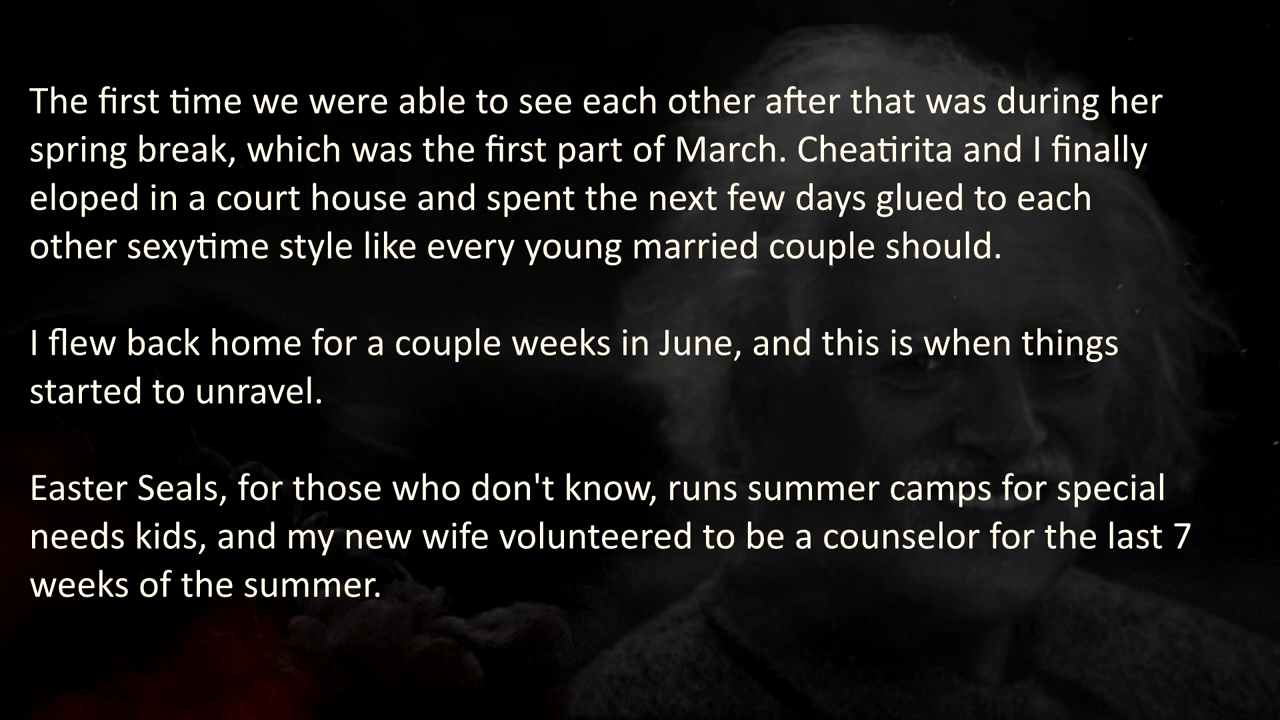 The first time we were able to see each other after that was during her
spring break, which was the first part of March. Cheatirita and I finally
eloped in a court house and spent the next few days glued to each
other sexytime style like every young married couple should.
I flew back home for a couple weeks in June, and this is when things
started to unravel.
Easter Seals, for those who don't know, runs summer camps for special
needs kids, and my new wife volunteered to be a counselor for the last 7
weeks of the summer.